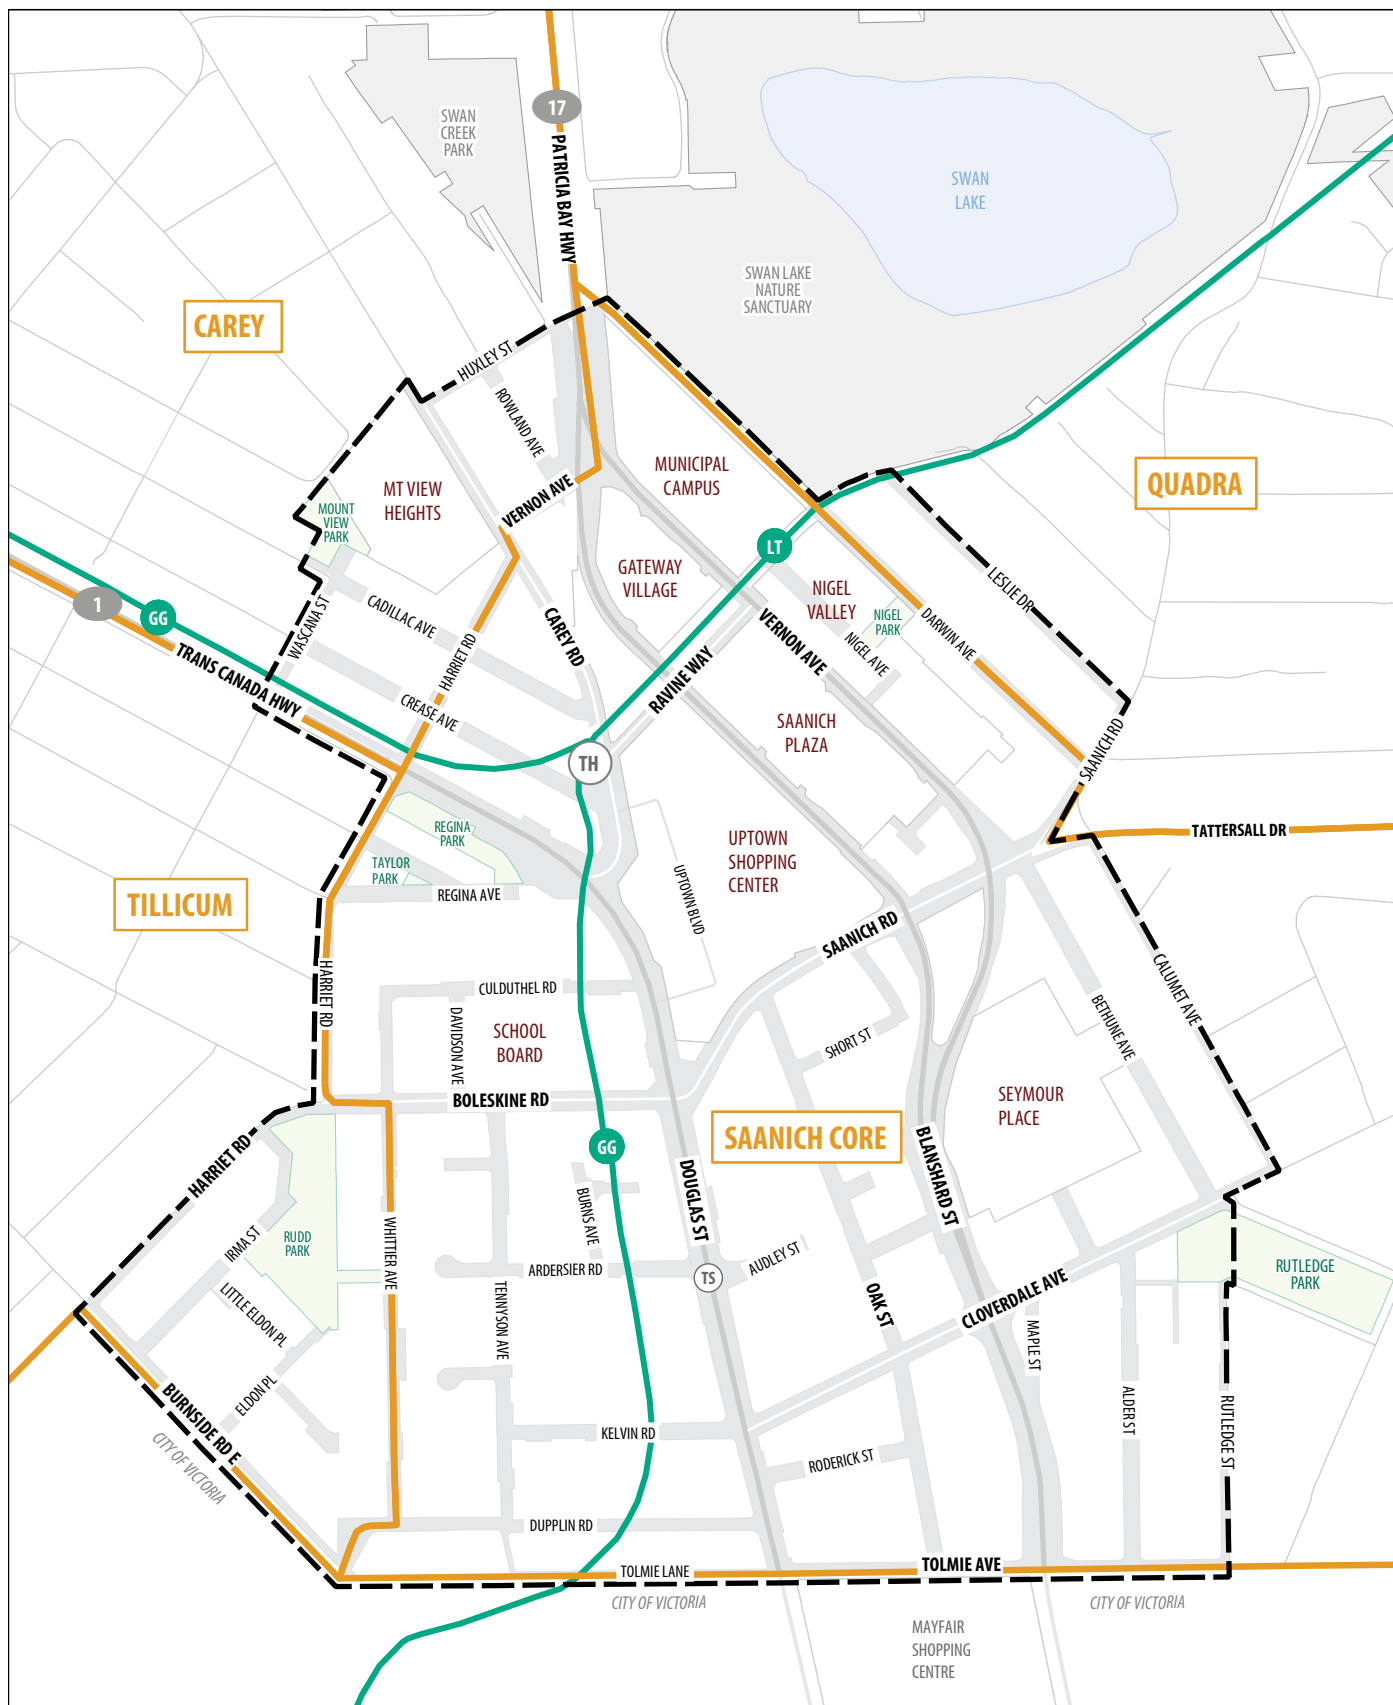 17
SWAN
CREEK
PARK
PATRICIA BAY HWY
SWAN
LAKE
SWAN LAKE
NATURE
SANCTUARY
CAREY
HUXLEY ST
ROWLAND AVE
MUNICIPAL
CAMPUS
QUADRA
MT VIEW
HEIGHTS
VERNON AVE
MOUNT
VIEW
PARK
LT
GATEWAY
VILLAGE
NIGEL
VALLEY
LESLIE DR
1
GG
WASCANA ST
CADILLAC AVE
HARRIET RD
CAREY RD
VERNON AVE
NIGEL
PARK
DARWIN AVE
NIGEL AVE
TRANS CANADA HWY
RAVINE WAY
CREASE AVE
SAANICH
PLAZA
SAANICH RD
TH
REGINA
PARK
TATTERSALL DR
TAYLOR
PARK
UPTOWN
SHOPPING
CENTER
TILLICUM
REGINA AVE
UPTOWN BLVD
SAANICH RD
HARRIET RD
CULDUTHEL RD
CALUMET AVE
DAVIDSON AVE
SCHOOL
BOARD
SHORT ST
BETHUNE AVE
BOLESKINE RD
SEYMOUR
PLACE
SAANICH CORE
GG
HARRIET RD
DOUGLAS ST
BLANSHARD ST
BURNS AVE
IRMA ST
RUDD
PARK
WHITTIER AVE
ARDERSIER RD
AUDLEY ST
TS
RUTLEDGE
PARK
CLOVERDALE AVE
LITTLE ELDON PL
TENNYSON AVE
OAK ST
MAPLE ST
ELDON PL
BURNSIDE RD E
ALDER ST
RUTLEDGE ST
KELVIN RD
CITY OF VICTORIA
RODERICK ST
DUPPLIN RD
TOLMIE LANE
TOLMIE AVE
CITY OF VICTORIA
CITY OF VICTORIA
MAYFAIR
SHOPPING
CENTRE